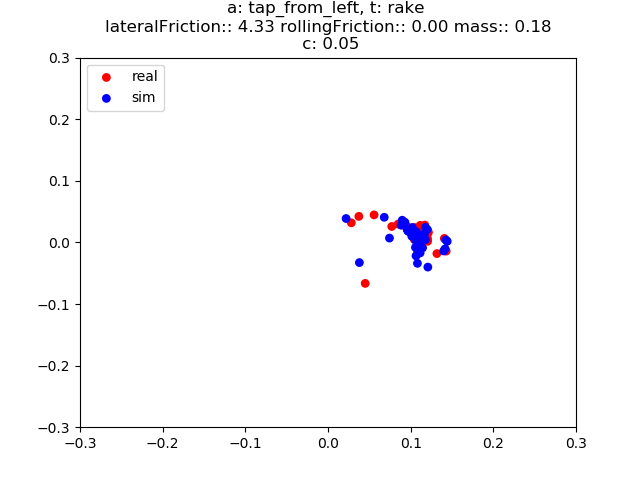 a: tap_from_left, t: rake
lateralFriction:: 4.33 rollingFriction:: 0.00 mass:: 0.18
c: 0.05
0.3
real
sim
0.2
0.1
0.0
−0.1
−0.2
−0.3
−0.3 −0.2 −0.1 0.0 0.1 0.2 0.3